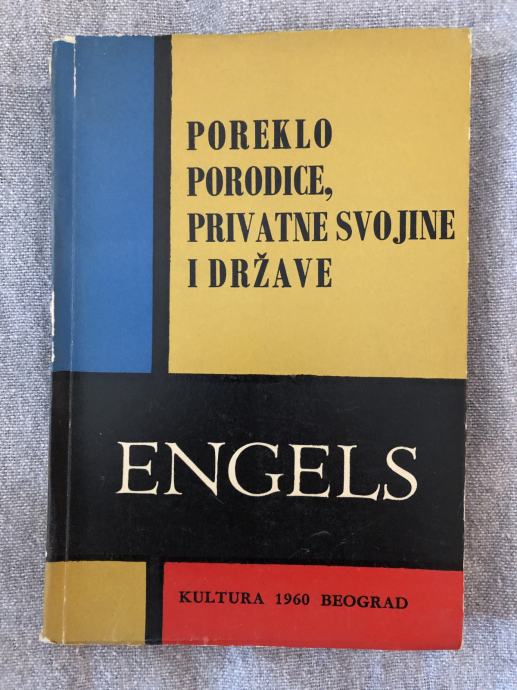 POREKLO
PORODICE,
PRIVATNE SVOJINE
I DRŽAVE
ENGELS
KULTURA 1960 BEOGRAD